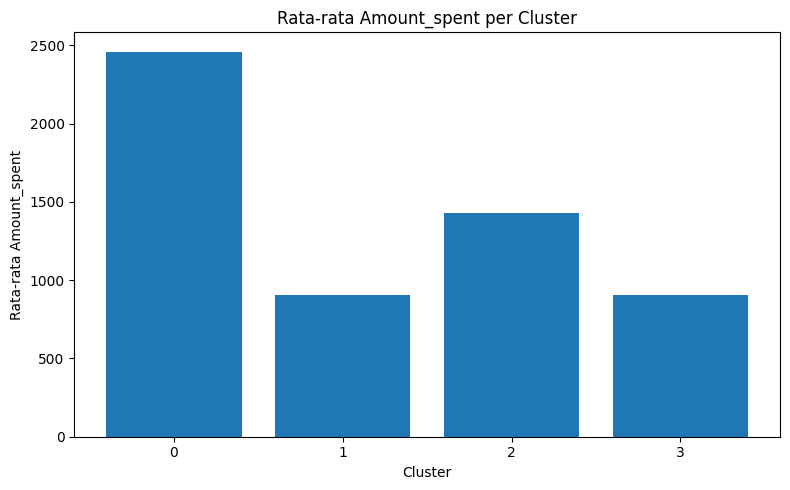 Rata-rata Amount_spent per Cluster
Rata-rata Amount_spent
2500
2000
1500
1000
500
0
0 1 2 3
Cluster